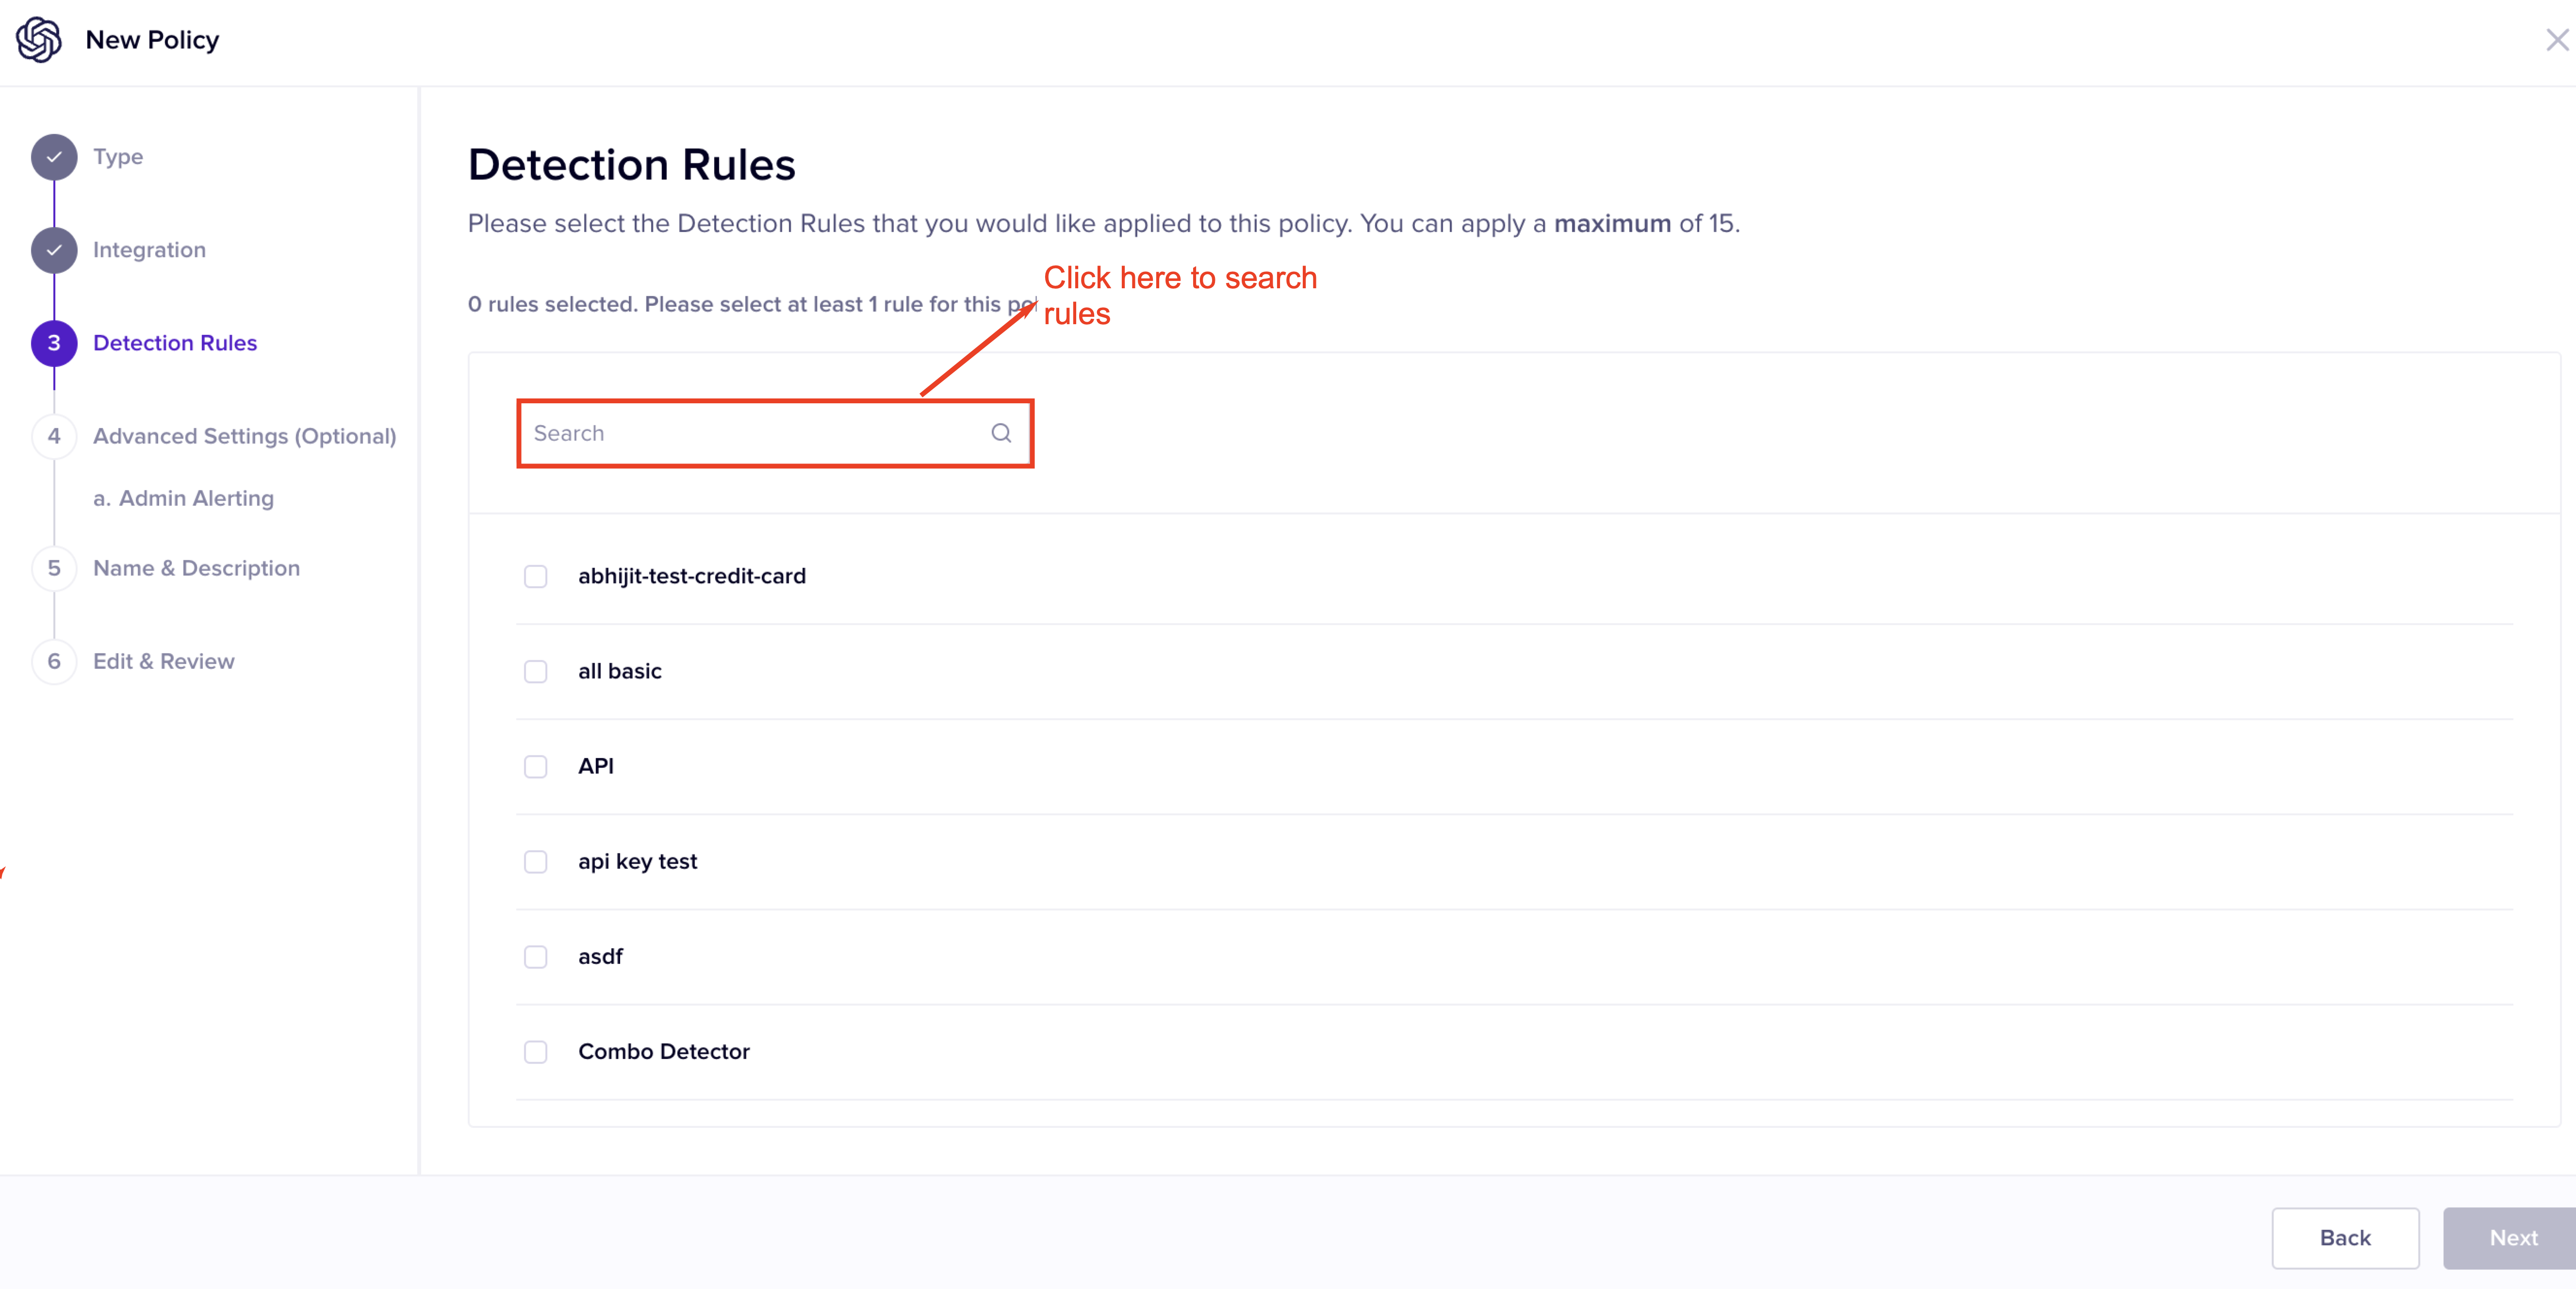 New Policy
Type
Integration
3 Detection Rules
4 Advanced Settings (Optional)
a. Admin Alerting
5 Name & Description
6 Edit & Review
Detection Rules
Please select the Detection Rules that you would like applied to this policy. You can apply a maximum of 15.
Click here to search
rules
0 rules selected. Please select at least 1 rule for this
Search
abhijit-test-credit-card
all basic
API
api key test
asdf
Combo Detector
Back
Next